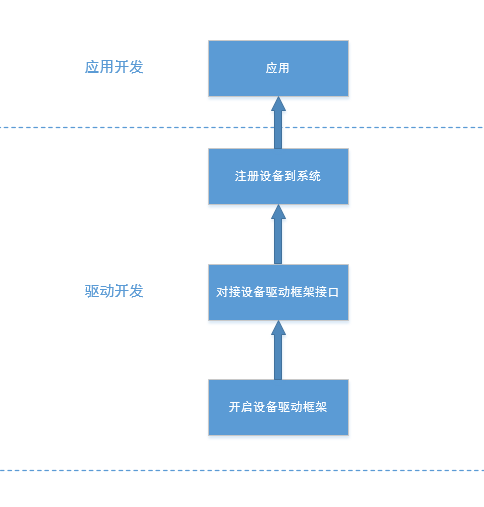 应用开发
应用
注册设备到系统
驱动开发
对接设备驱动框架接口
开启设备驱动框架